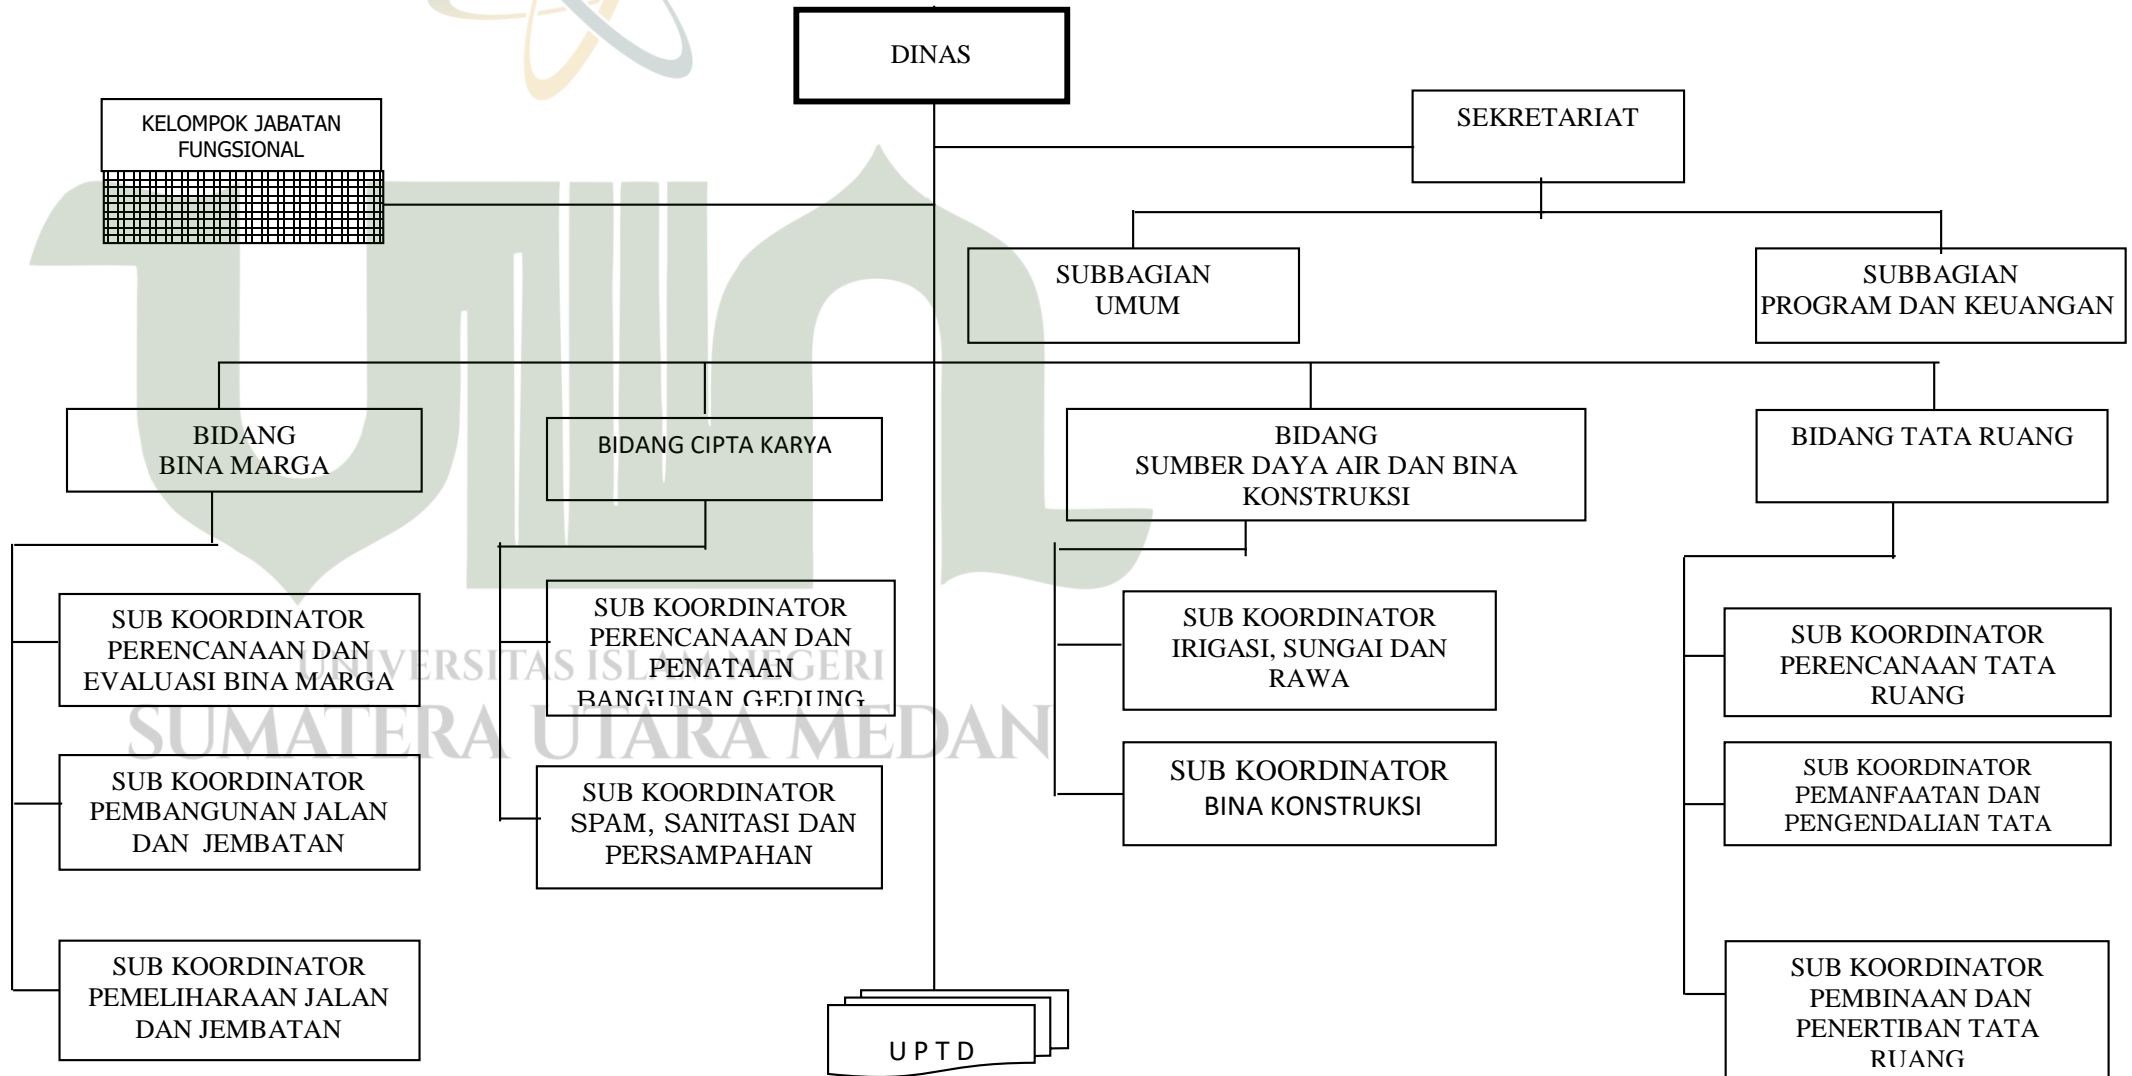 DINAS
KELOMPOK JABATAN
FUNGSIONAL
SEKRETARIAT
SUBBAGIAN
UMUM
SUBBAGIAN
PROGRAM DAN KEUANGAN
BIDANG
BINA MARGA
BIDANG CIPTA KARYA
BIDANG
SUMBER DAYA AIR DAN BINA
KONSTRUKSI
BIDANG TATA RUANG
SUB KOORDINATOR
PERENCANAAN DAN
EVALUASI BINA MARGA
SUB KOORDINATOR
PEMBANGUNAN JALAN
DAN JEMBATAN
SUB KOORDINATOR
PEMELIHARAAN JALAN
DAN JEMBATAN
SUB KOORDINATOR
PERENCANAAN DAN
PENATAAN
BANGUNAN GEDUNG
SUB KOORDINATOR
SPAM, SANITASI DAN
PERSAMPAHAN
SUB KOORDINATOR
IRIGASI, SUNGAI DAN
RAWA
SUB KOORDINATOR
BINA KONSTRUKSI
SUB KOORDINATOR
PERENCANAAN TATA
RUANG
SUB KOORDINATOR
PEMANFAATAN DAN
PENGENDALIAN TATA
SUB KOORDINATOR
PEMBINAAN DAN
PENERTIBAN TATA
RUANG
U P T D
UNIVERSITAS ISLAM NEGERI
SUMATERA UTARA MEDAN